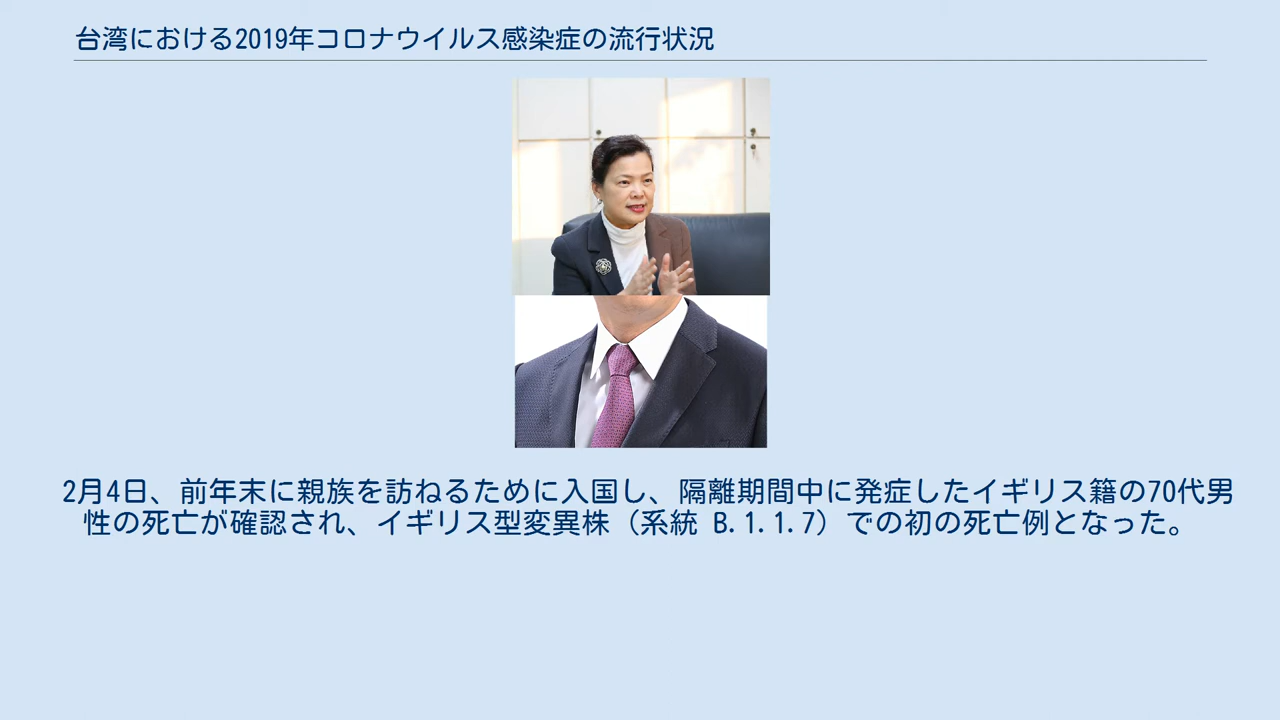 台湾における2019年コロナウイルス感染症の流行状況
2月4日、前年末に親族を訪ねるために入国し、隔離期間中に発症したイギリス籍の70代男
性の死亡が確認され、イギリス型変異株（系統 B.1.1.7）での初の死亡例となった。